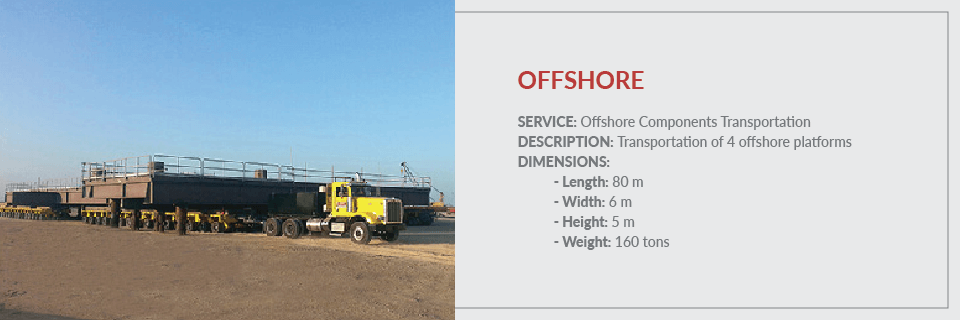 OFFSHORE
SERVICE: Offshore Components Transportation
DESCRIPTION: Transportation of 4 offshore platforms
DIMENSIONS:
- Length: 80 m
- Width: 6 m
- Height: 5 m
- Weight: 160 tons